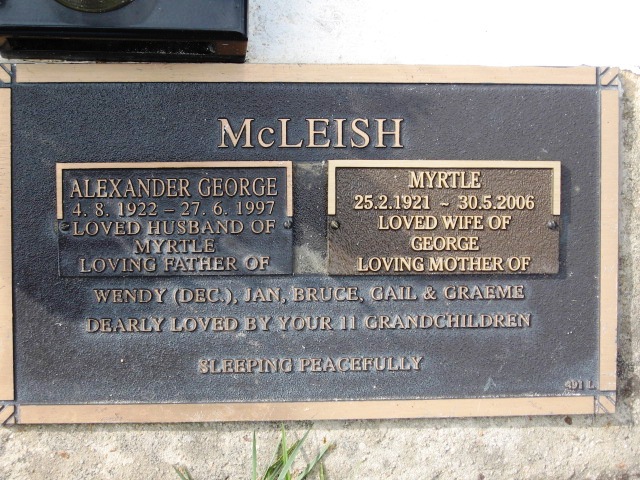 McLEISH
ALEXANDER GEORGE
4. 8. 1922 – 27. 6. 1997
LOVED HUSBAND OF
MYRTLE
LOVING FATHER OF
MYRTLE
25.2.1921 ~ 30.5.2006
LOVED WIFE OF
GEORGE
LOVING MOTHER OF
WENDY (DEC.), JAN, BRUCE, GAIL & GRAEME
DEARLY LOVED BY YOUR 11 GRANDCHILDREN
SLEEPING PEACEFULLY
491 L